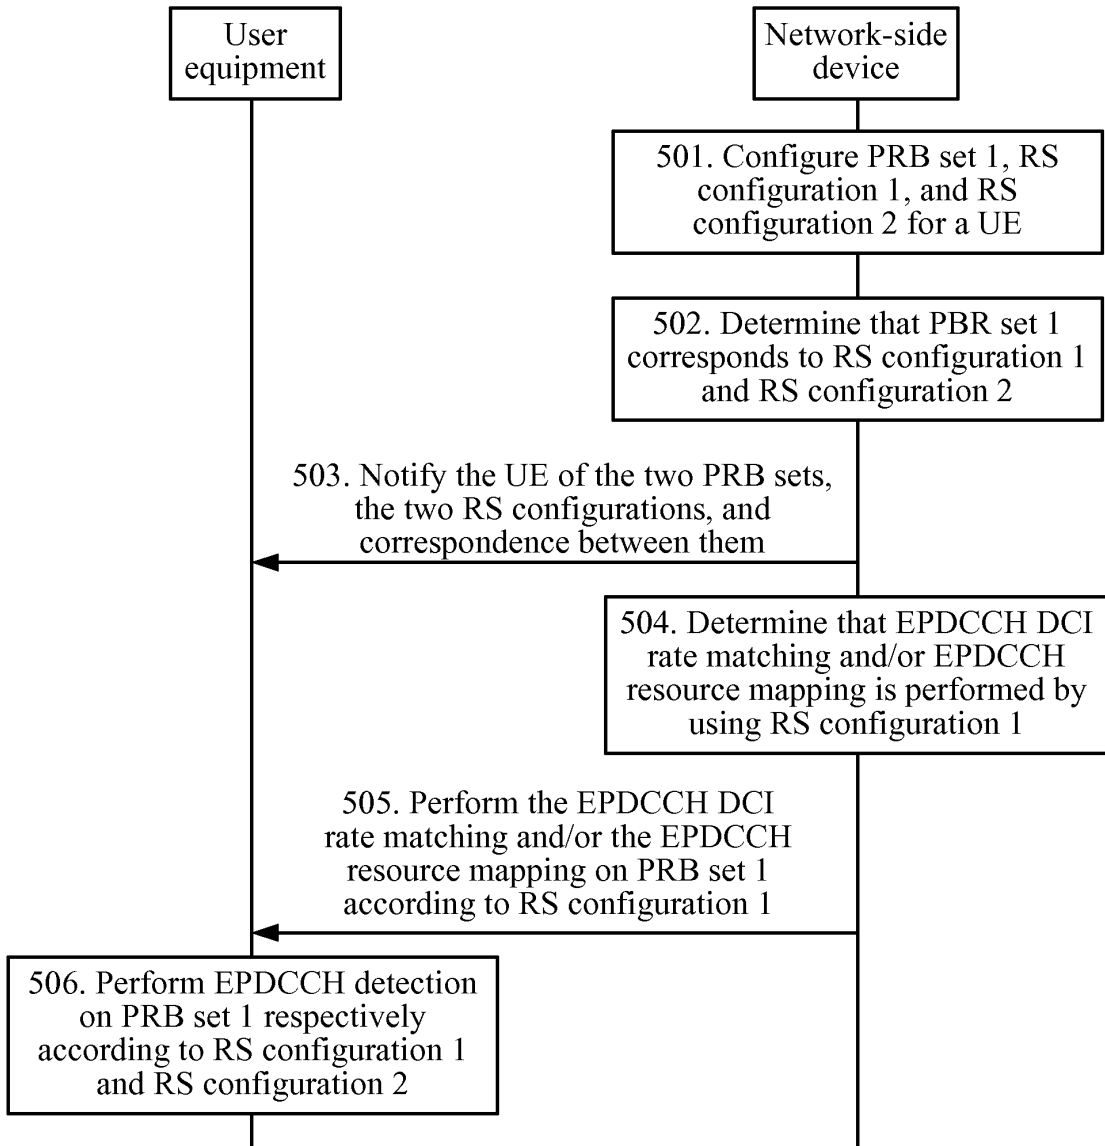 User
equipment
Network-side
device
501. Configure PRB set 1, RS
configuration 1, and RS
configuration 2 for a UE
502. Determine that PBR set 1
corresponds to RS configuration 1
and RS configuration 2
503. Notify the UE of the two PRB sets,
the two RS configurations, and
correspondence between them
504. Determine that EPDCCH DCI
rate matching and/or EPDCCH
resource mapping is performed by
using RS configuration 1
505. Perform the EPDCCH DCI
rate matching and/or the EPDCCH
resource mapping on PRB set 1
according to RS configuration 1
506. Perform EPDCCH detection
on PRB set 1 respectively
according to RS configuration 1
and RS configuration 2